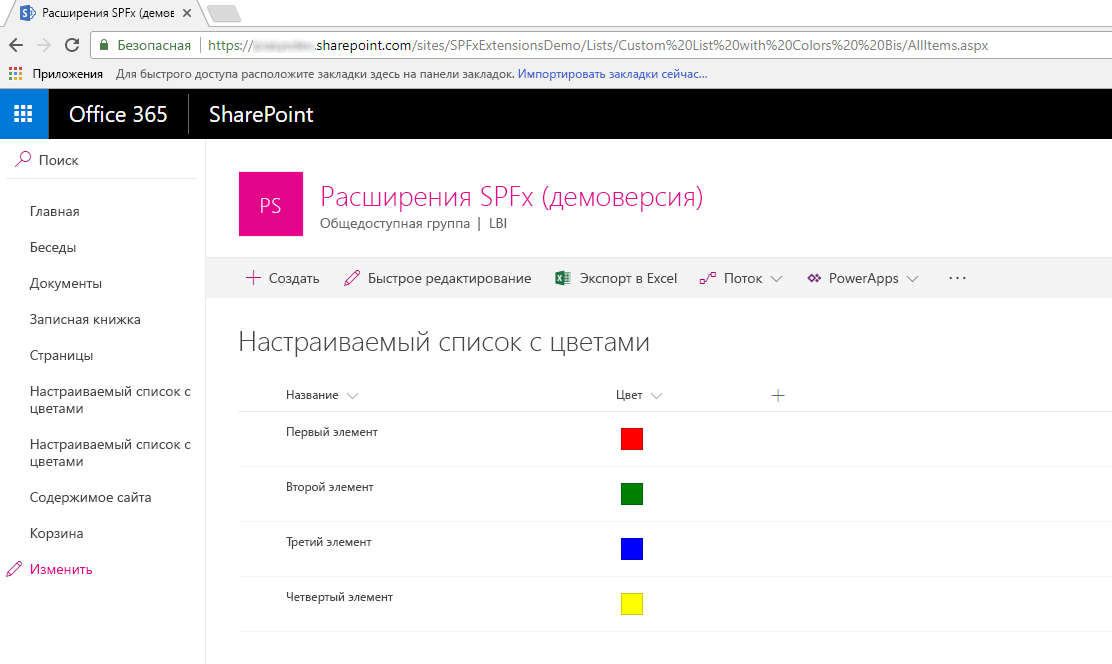 Расширения SPFx (демов
Безопасная
https:// .sharepoint.com/sites/SPFxExtensionsDemo/Lists/Custom%20List%20with%20Colors%20%20Bis/AllItems.aspx
Приложения
Для быстрого доступа расположите закладки здесь на панели закладок. Импортировать закладки сейчас...
Office 365
SharePoint
Поиск
Главная
Беседы
Документы
Записная книжка
Страницы
Настраиваемый список с
цветами
Настраиваемый список с
цветами
Содержимое сайта
Корзина
Изменить
PS
Расширения SPFx (демоверсия)
Общедоступная группа | LBI
Создать
Быстрое редактирование
Экспорт в Excel
Поток
PowerApps
...
Настраиваемый список с цветами
Название
Цвет
Первый элемент
Второй элемент
Третий элемент
Четвертый элемент